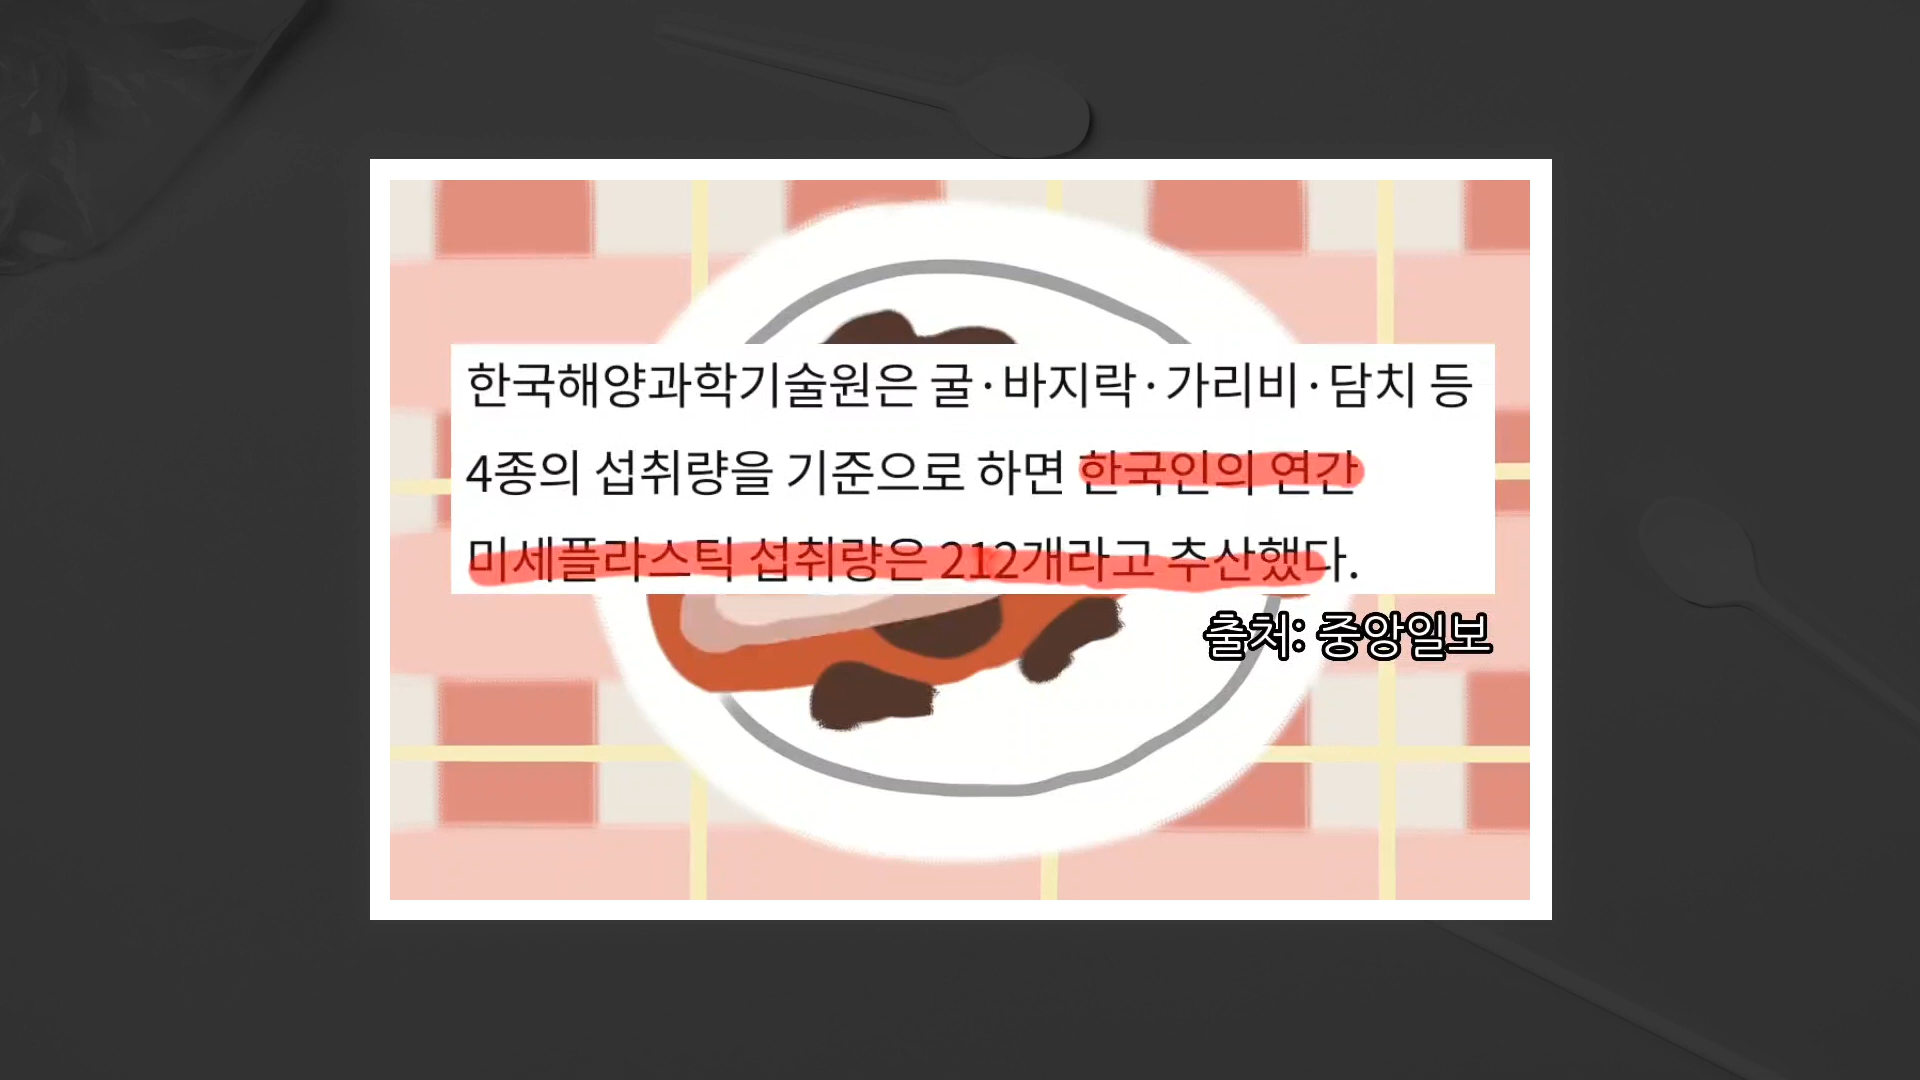 한국해양과학기술원은 굴·바지락·가리비·담치 등
4종의 섭취량을 기준으로 하면 한국인의 연간
미세플라스틱 섭취량은 212개라고 추산했다.
출처: 중앙일보